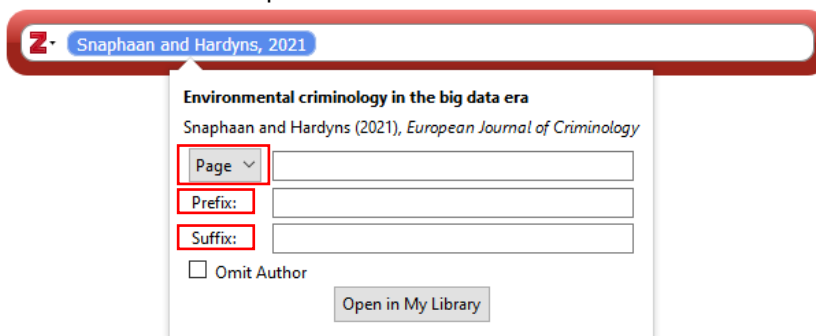 Z Snaphaan and Hardyns, 2021
Environmental criminology in the big data era
Snaphaan and Hardyns (2021), European Journal of Criminology
Page
Prefix:
Suffix:
Omit Author
Open in My Library